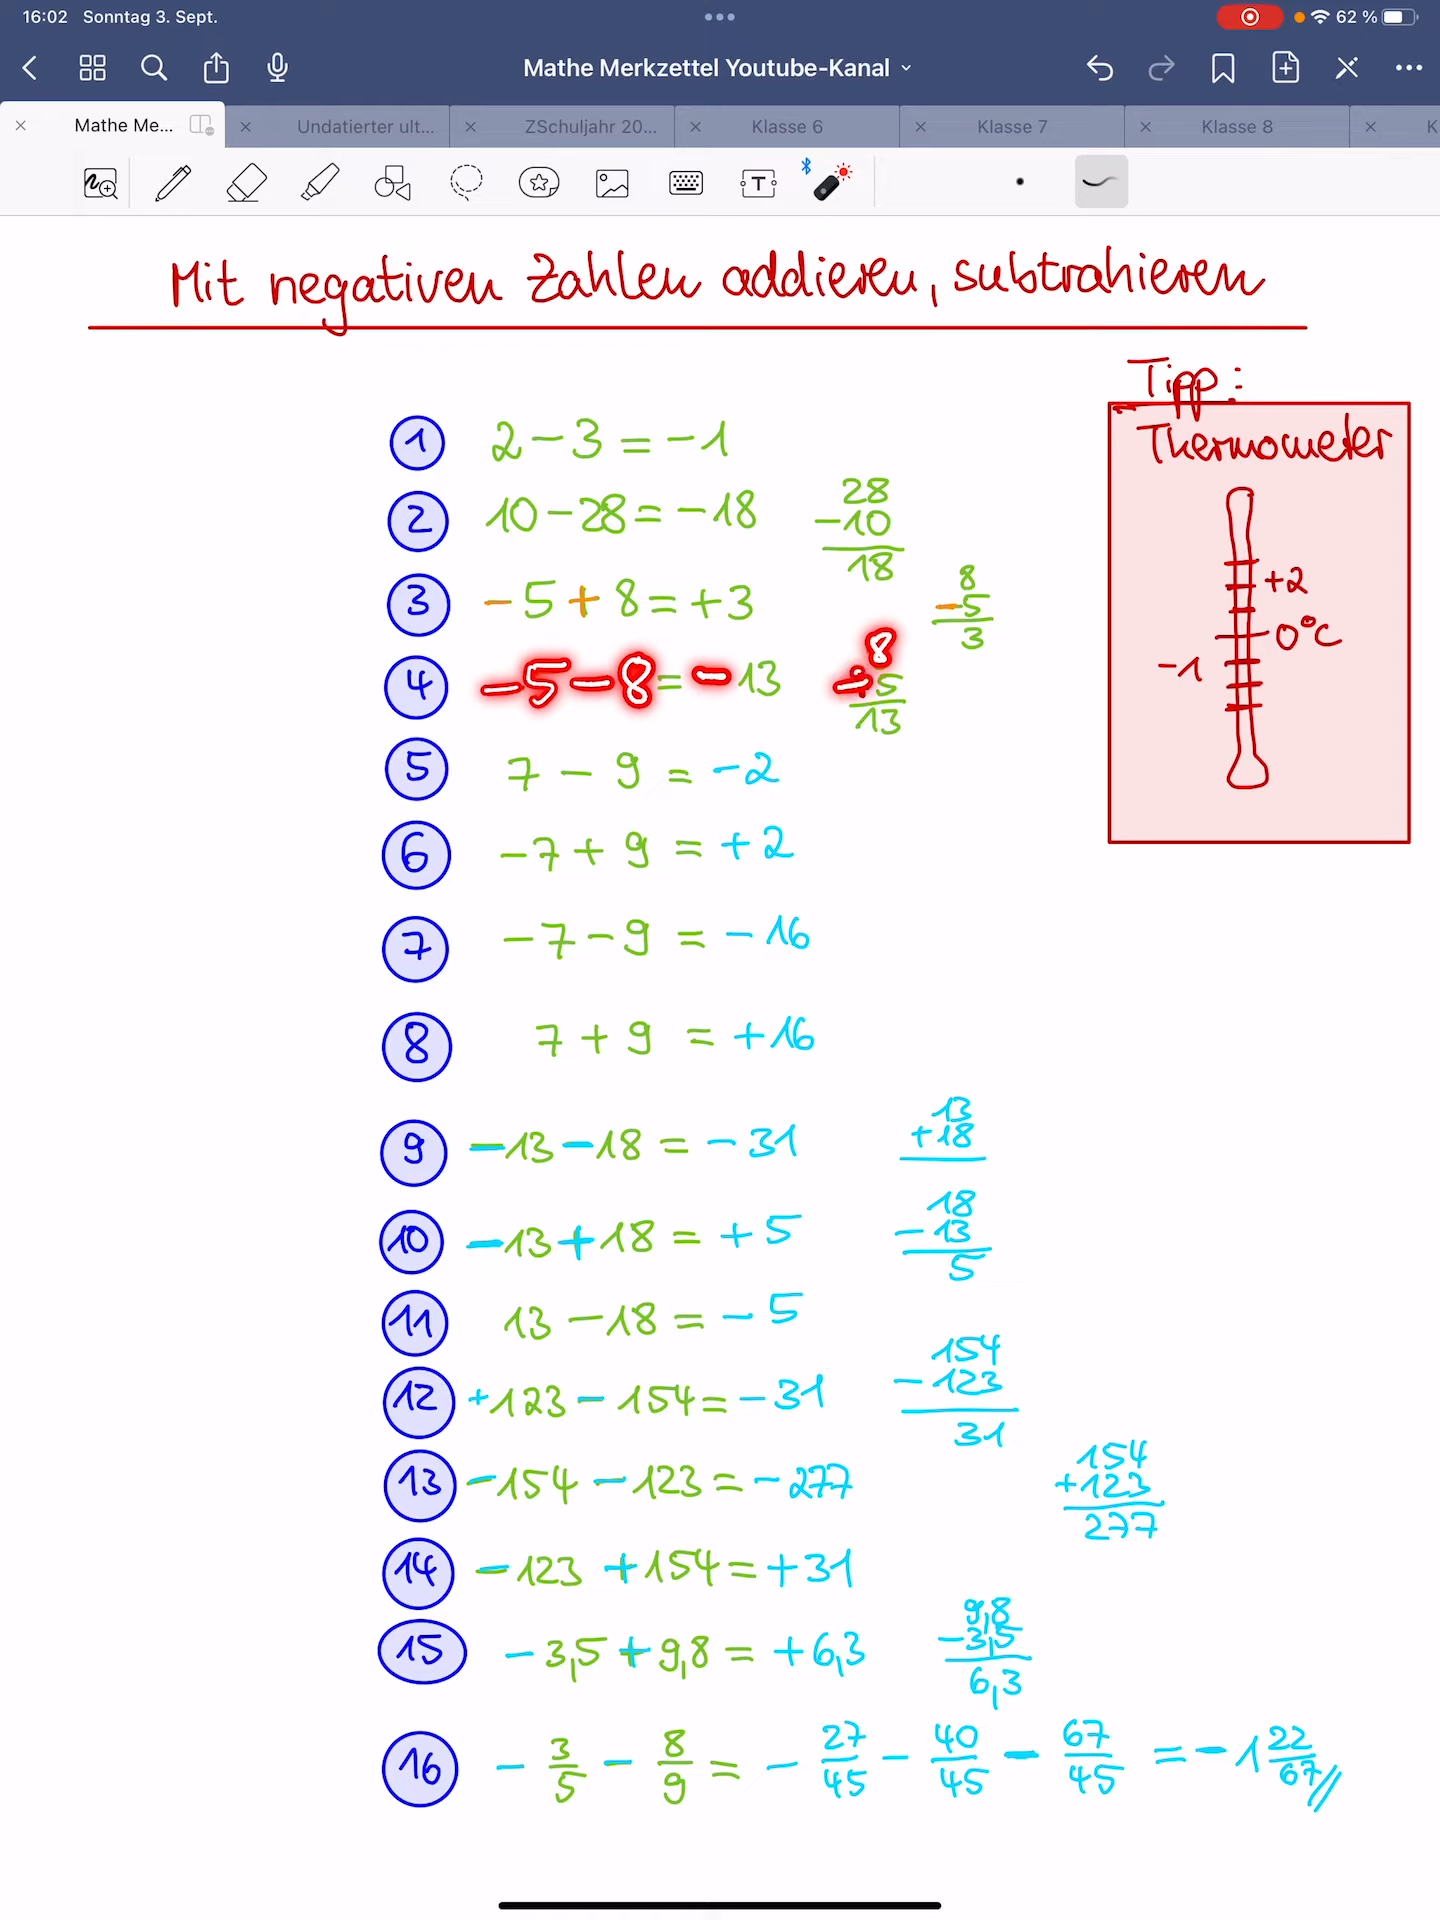 16:02 Sonntag 3. Sept. 62 %
Mathe Merkzettel Youtube-Kanal
Mathe Me... Undatierter ult... ZSchuljahr 20... Klasse 6 Klasse 7 Klasse 8 K
T
Mit negativen Zahlen addieren, subtrahieren
Tipp:
Thermometer
+2
0°C
-1
1 2 - 3 = -1
2 10 - 28 = -18
28
-10
18
3 - 5 + 8 = +3
8
-5
3
4 -5 - 8 = - 13
8
+5
13
5 7 - 9 = -2
6 -7 + 9 = +2
7 -7 - 9 = -16
8 7 + 9 = +16
9 -13 - 18 = -31
13
+18
10 -13 + 18 = +5
18
-13
5
11 13 - 18 = -5
12 +123 - 154 = -31
154
-123
31
13 -154 - 123 = -277
154
+123
277
14 -123 + 154 = +31
15 -3,5 + 9,8 = +6,3
9,8
-3,5
6,3
16 - 3/5 - 8/9 = - 27/45 - 40/45 - 67/45 = -1 22/67 //